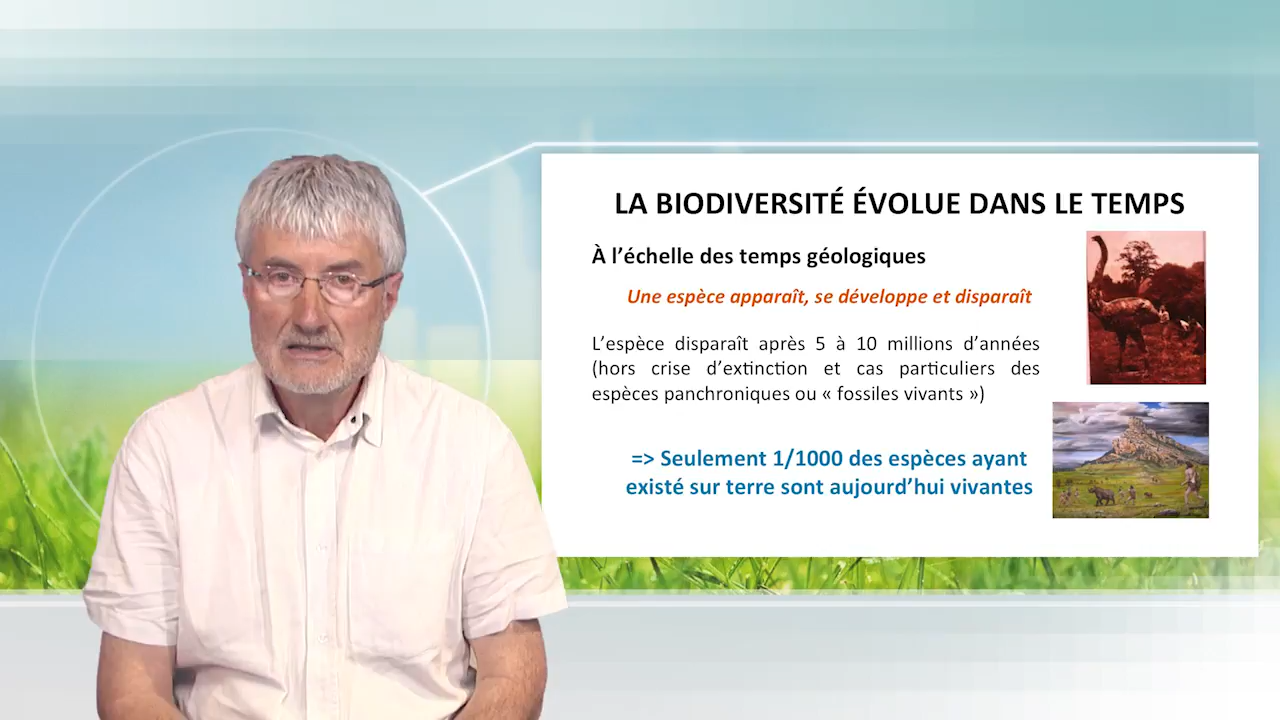 LA BIODIVERSITÉ ÉVOLUE DANS LE TEMPS
À l’échelle des temps géologiques
Une espèce apparaît, se développe et disparaît
L’espèce disparaît après 5 à 10 millions d’années
(hors crise d’extinction et cas particuliers des
espèces panchroniques ou « fossiles vivants »)
=> Seulement 1/1000 des espèces ayant
existé sur terre sont aujourd’hui vivantes